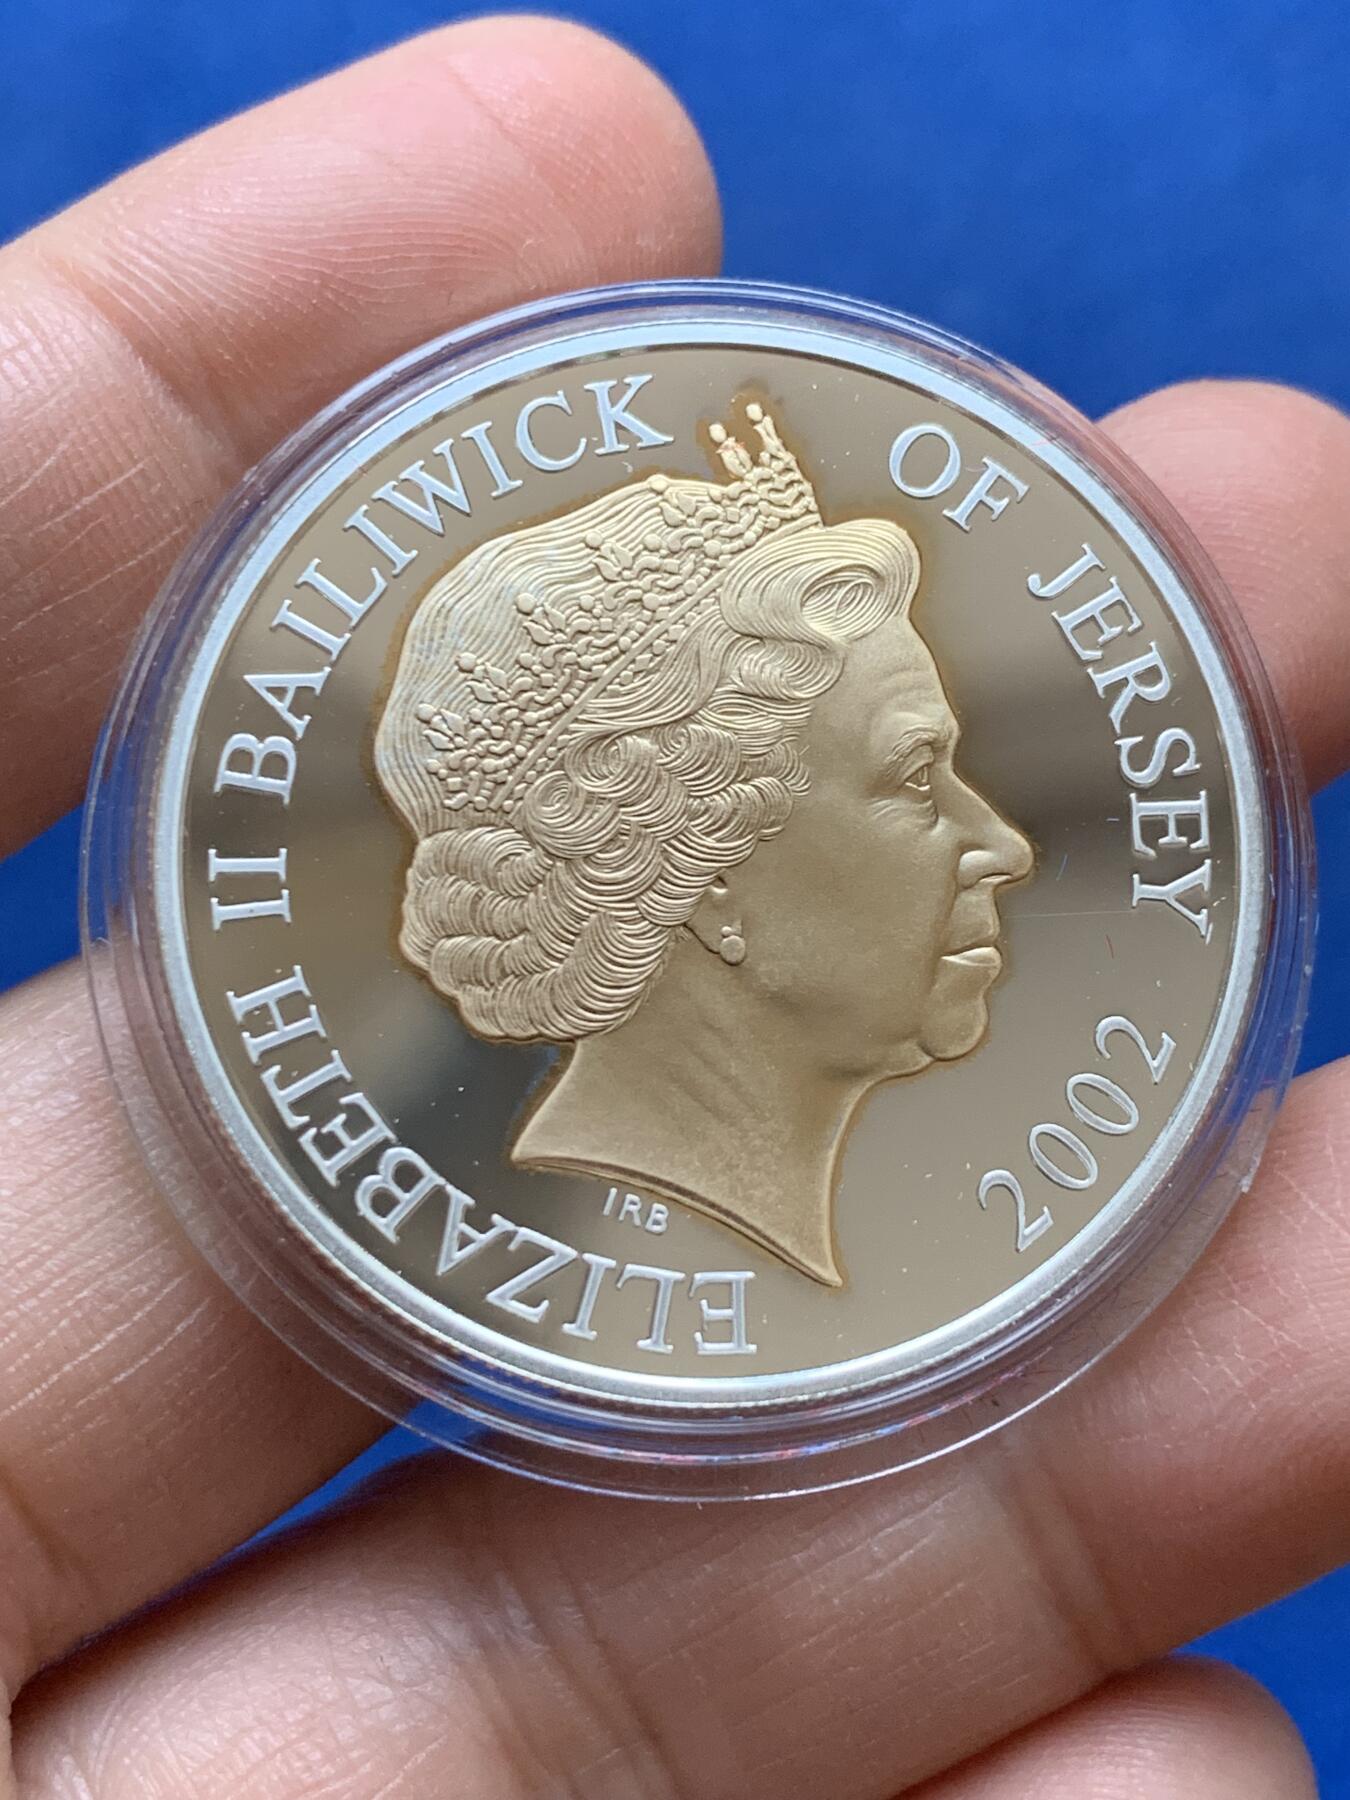 ELIZABETH II BAILIWICK OF JERSEY 2002
IRB